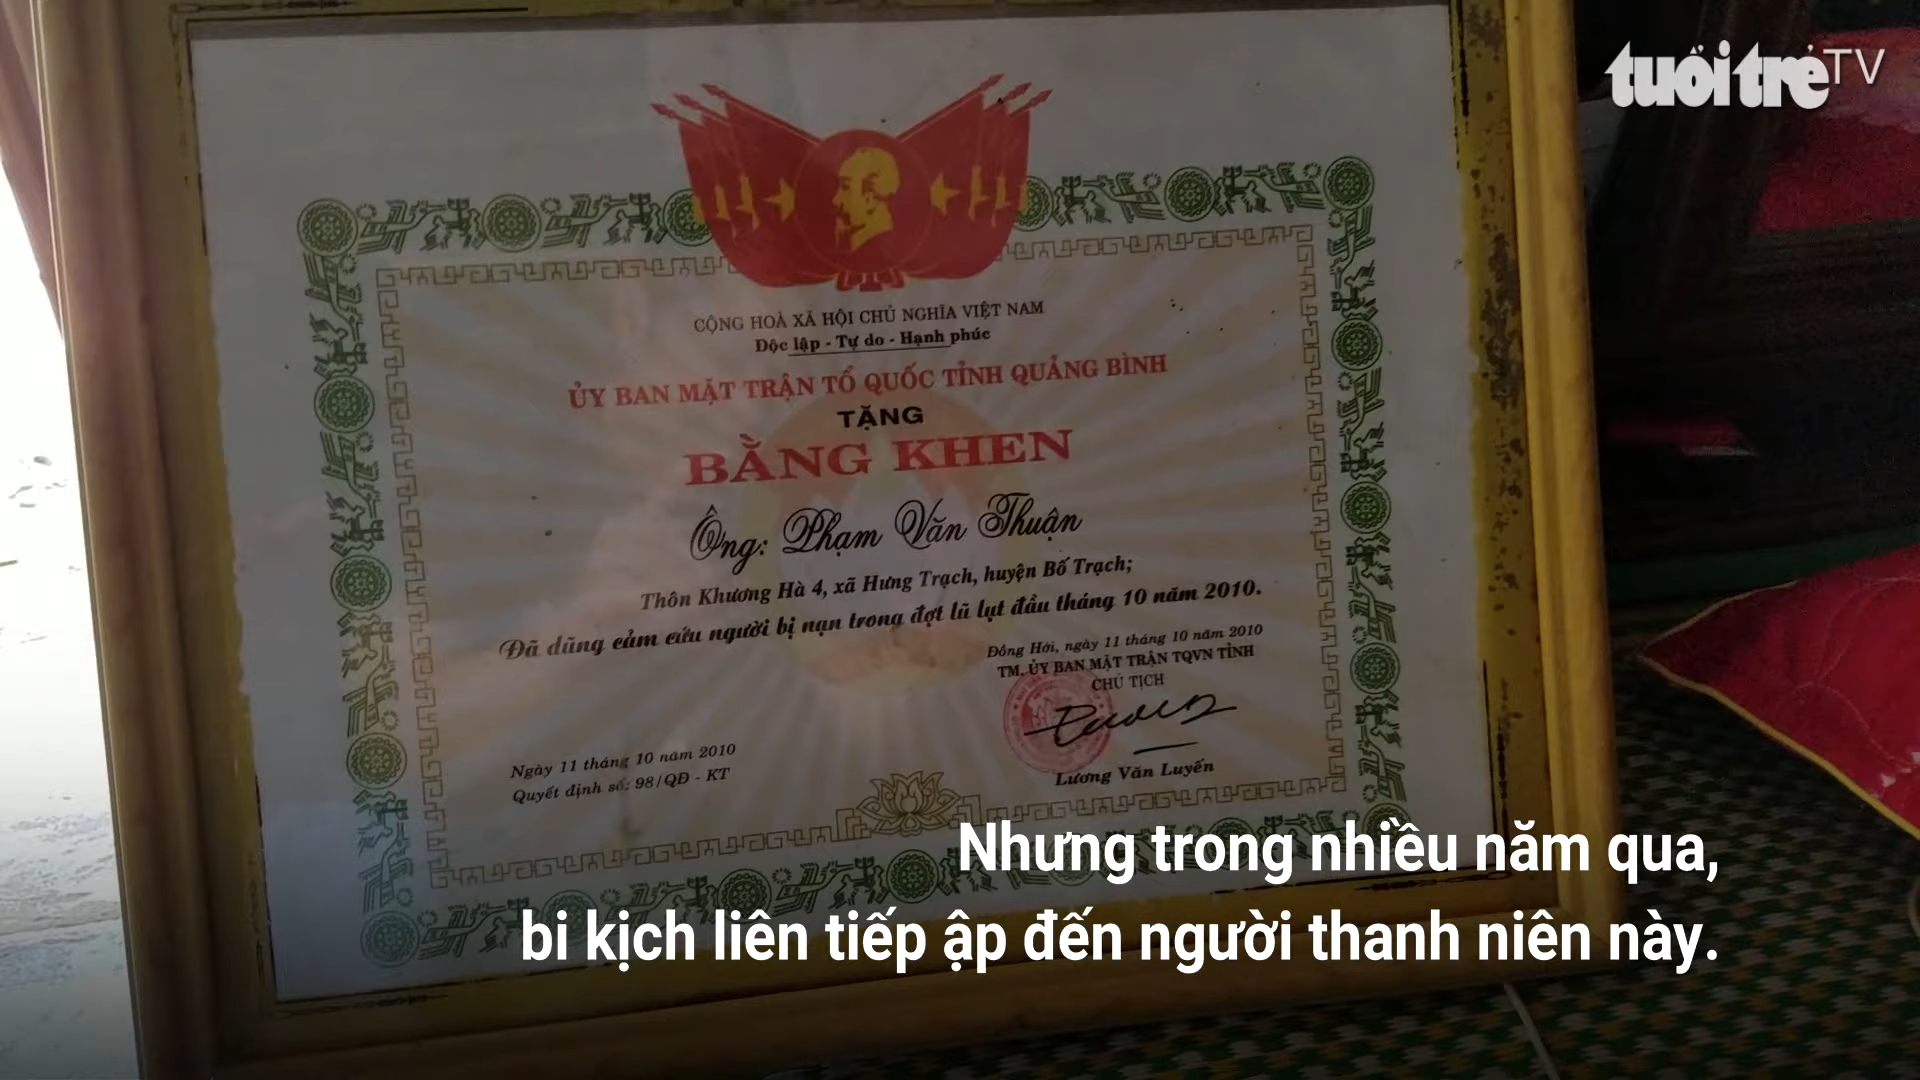 tuổi trẻ TV
CỘNG HOÀ XÃ HỘI CHỦ NGHĨA VIỆT NAM
Độc lập - Tự do - Hạnh phúc
ỦY BAN MẶT TRẬN TỔ QUỐC TỈNH QUẢNG BÌNH
TẶNG
BẰNG KHEN
Ông: Phạm Văn Thuận
Thôn Khương Hà 4, xã Hưng Trạch, huyện Bố Trạch;
Đã dũng cảm cứu người bị nạn trong đợt lũ lụt đầu tháng 10 năm 2010.
Đồng Hới, ngày 11 tháng 10 năm 2010
TM. ỦY BAN MẶT TRẬN TQVN TỈNH
CHỦ TỊCH
Ngày 11 tháng 10 năm 2010
Quyết định số: 98/QĐ - KT
Lương Văn Luyến
Nhưng trong nhiều năm qua,
bi kịch liên tiếp ập đến người thanh niên này.